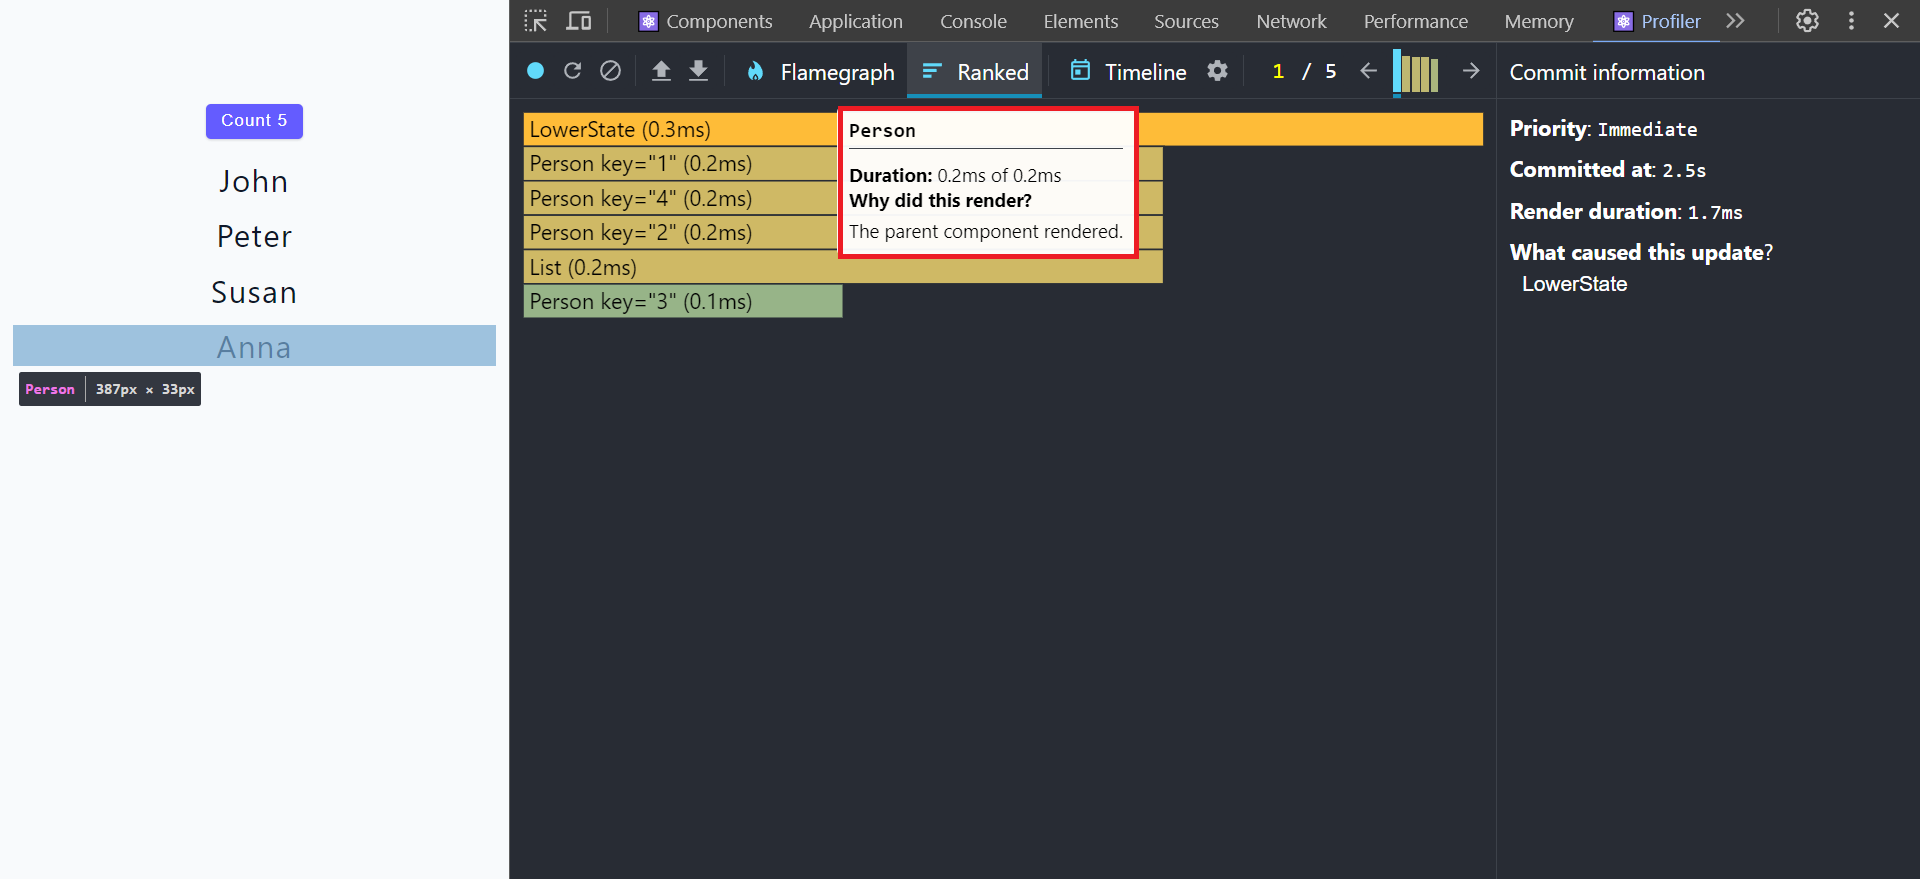 Components Application Console Elements Sources Network Performance Memory Profiler
Flamegraph Ranked Timeline 1 / 5
Commit information
Count 5
John
Peter
Susan
Anna
Person 387px × 33px
LowerState (0.3ms)
Person key="1" (0.2ms)
Person key="4" (0.2ms)
Person key="2" (0.2ms)
List (0.2ms)
Person key="3" (0.1ms)
Person
Duration: 0.2ms of 0.2ms
Why did this render?
The parent component rendered.
Priority: Immediate
Committed at: 2.5s
Render duration: 1.7ms
What caused this update?
LowerState